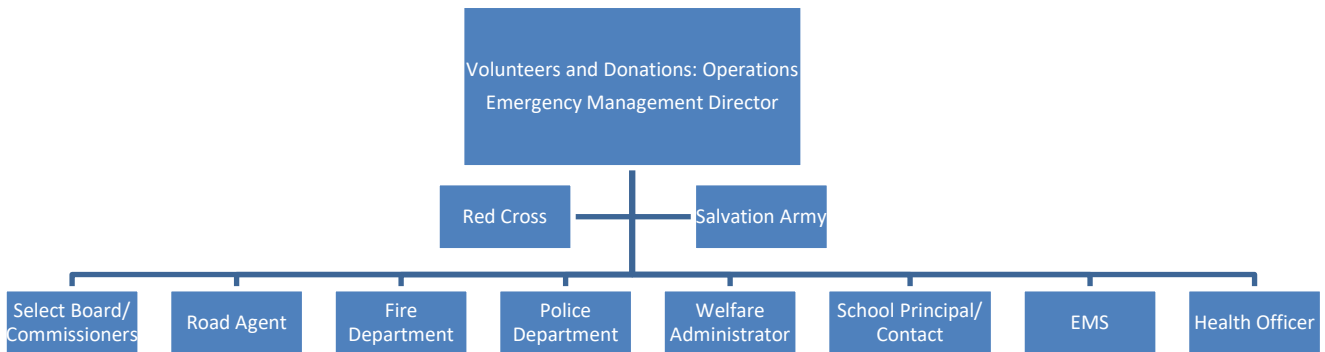 Volunteers and Donations: Operations
Emergency Management Director
Red Cross
Salvation Army
Select Board/
Commissioners
Road Agent
Fire
Department
Police
Department
Welfare
Administrator
School Principal/
Contact
EMS
Health Officer